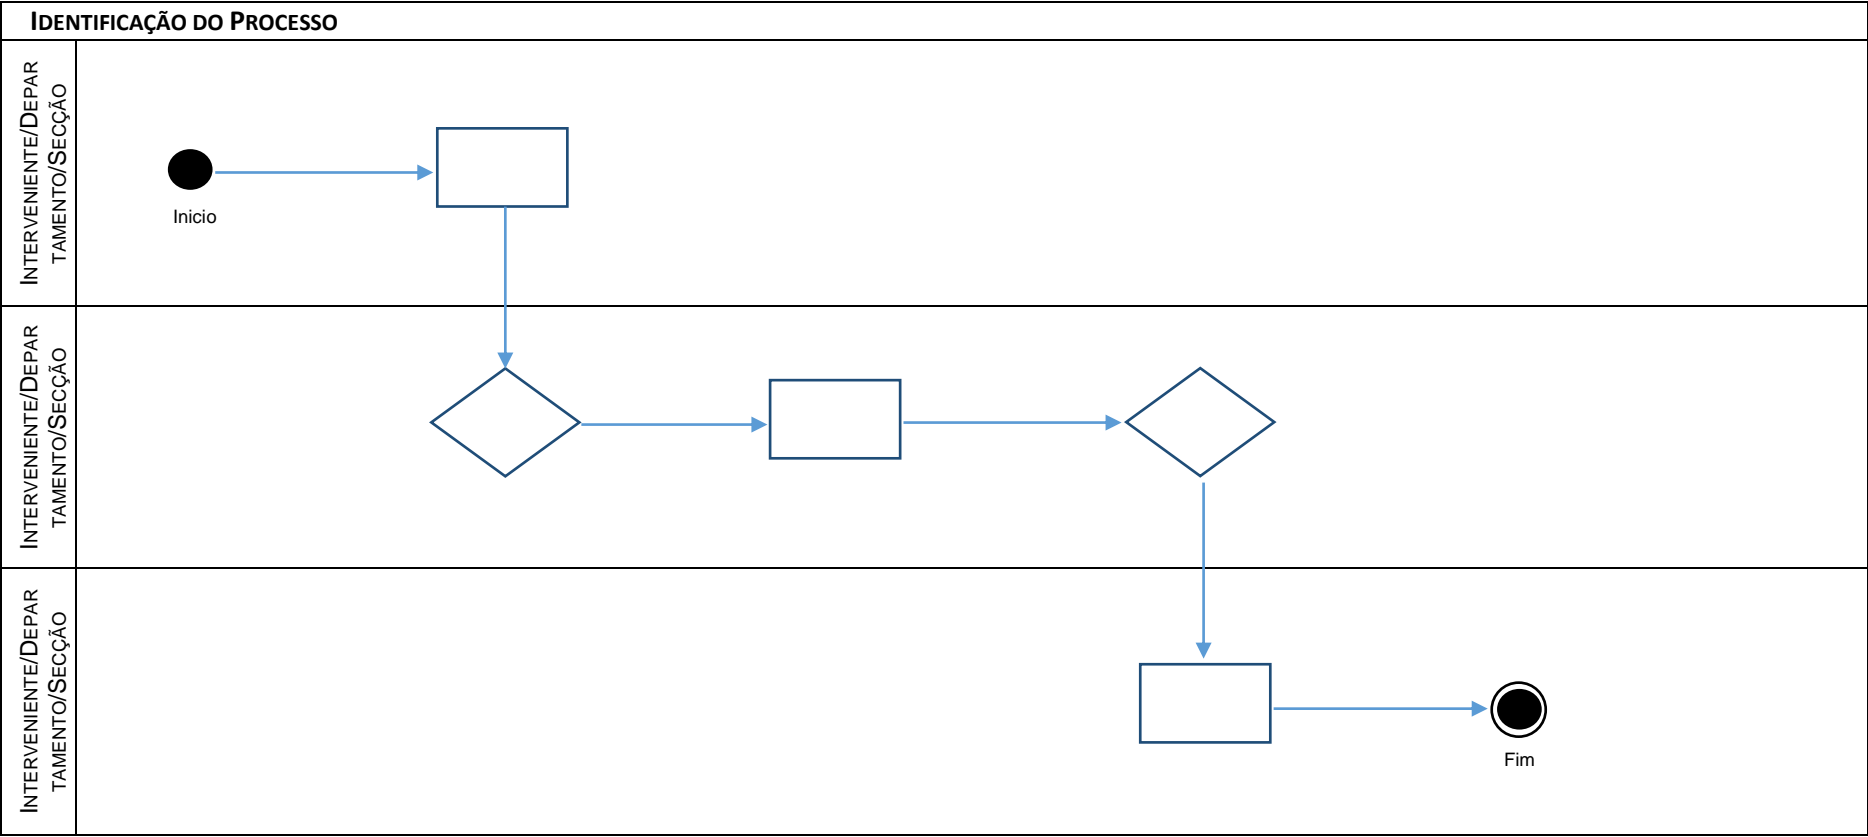 IDENTIFICAÇÃO DO PROCESSO
INTERVENIENTE/DEPAR
TAMENTO/SECÇÃO
Inicio
INTERVENIENTE/DEPAR
TAMENTO/SECÇÃO
INTERVENIENTE/DEPAR
TAMENTO/SECÇÃO
Fim